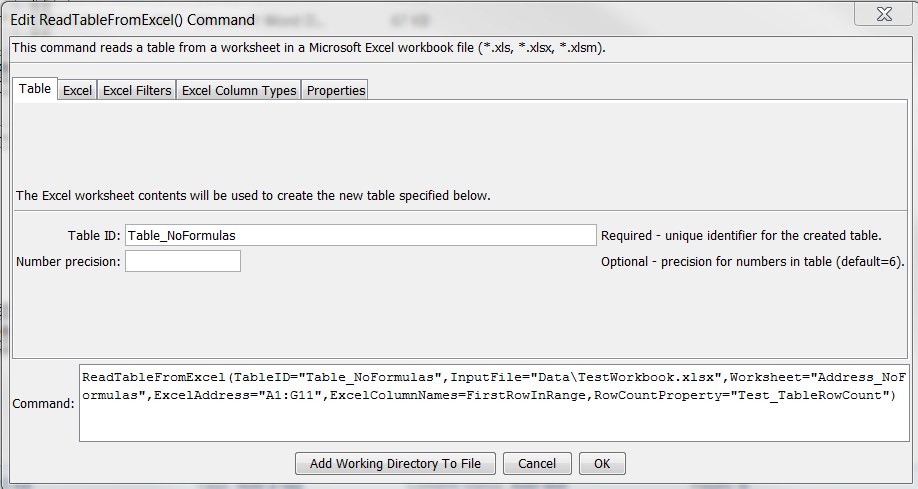 Edit ReadTableFromExcel() Command
This command reads a table from a worksheet in a Microsoft Excel workbook file (*.xls, *.xlsx, *.xlsm).
Table Excel Excel Filters Excel Column Types Properties
The Excel worksheet contents will be used to create the new table specified below.
Table ID: Table_NoFormulas Required - unique identifier for the created table.
Number precision: Optional - precision for numbers in table (default=6).
ReadTableFromExcel(TableID="Table_NoFormulas",InputFile="Data\TestWorkbook.xlsx",Worksheet="Address_NoF
Command: ormulas",ExcelAddress="A1:G11",ExcelColumnNames=FirstRowInRange,RowCountProperty="Test_TableRowCount")
Add Working Directory To File Cancel OK